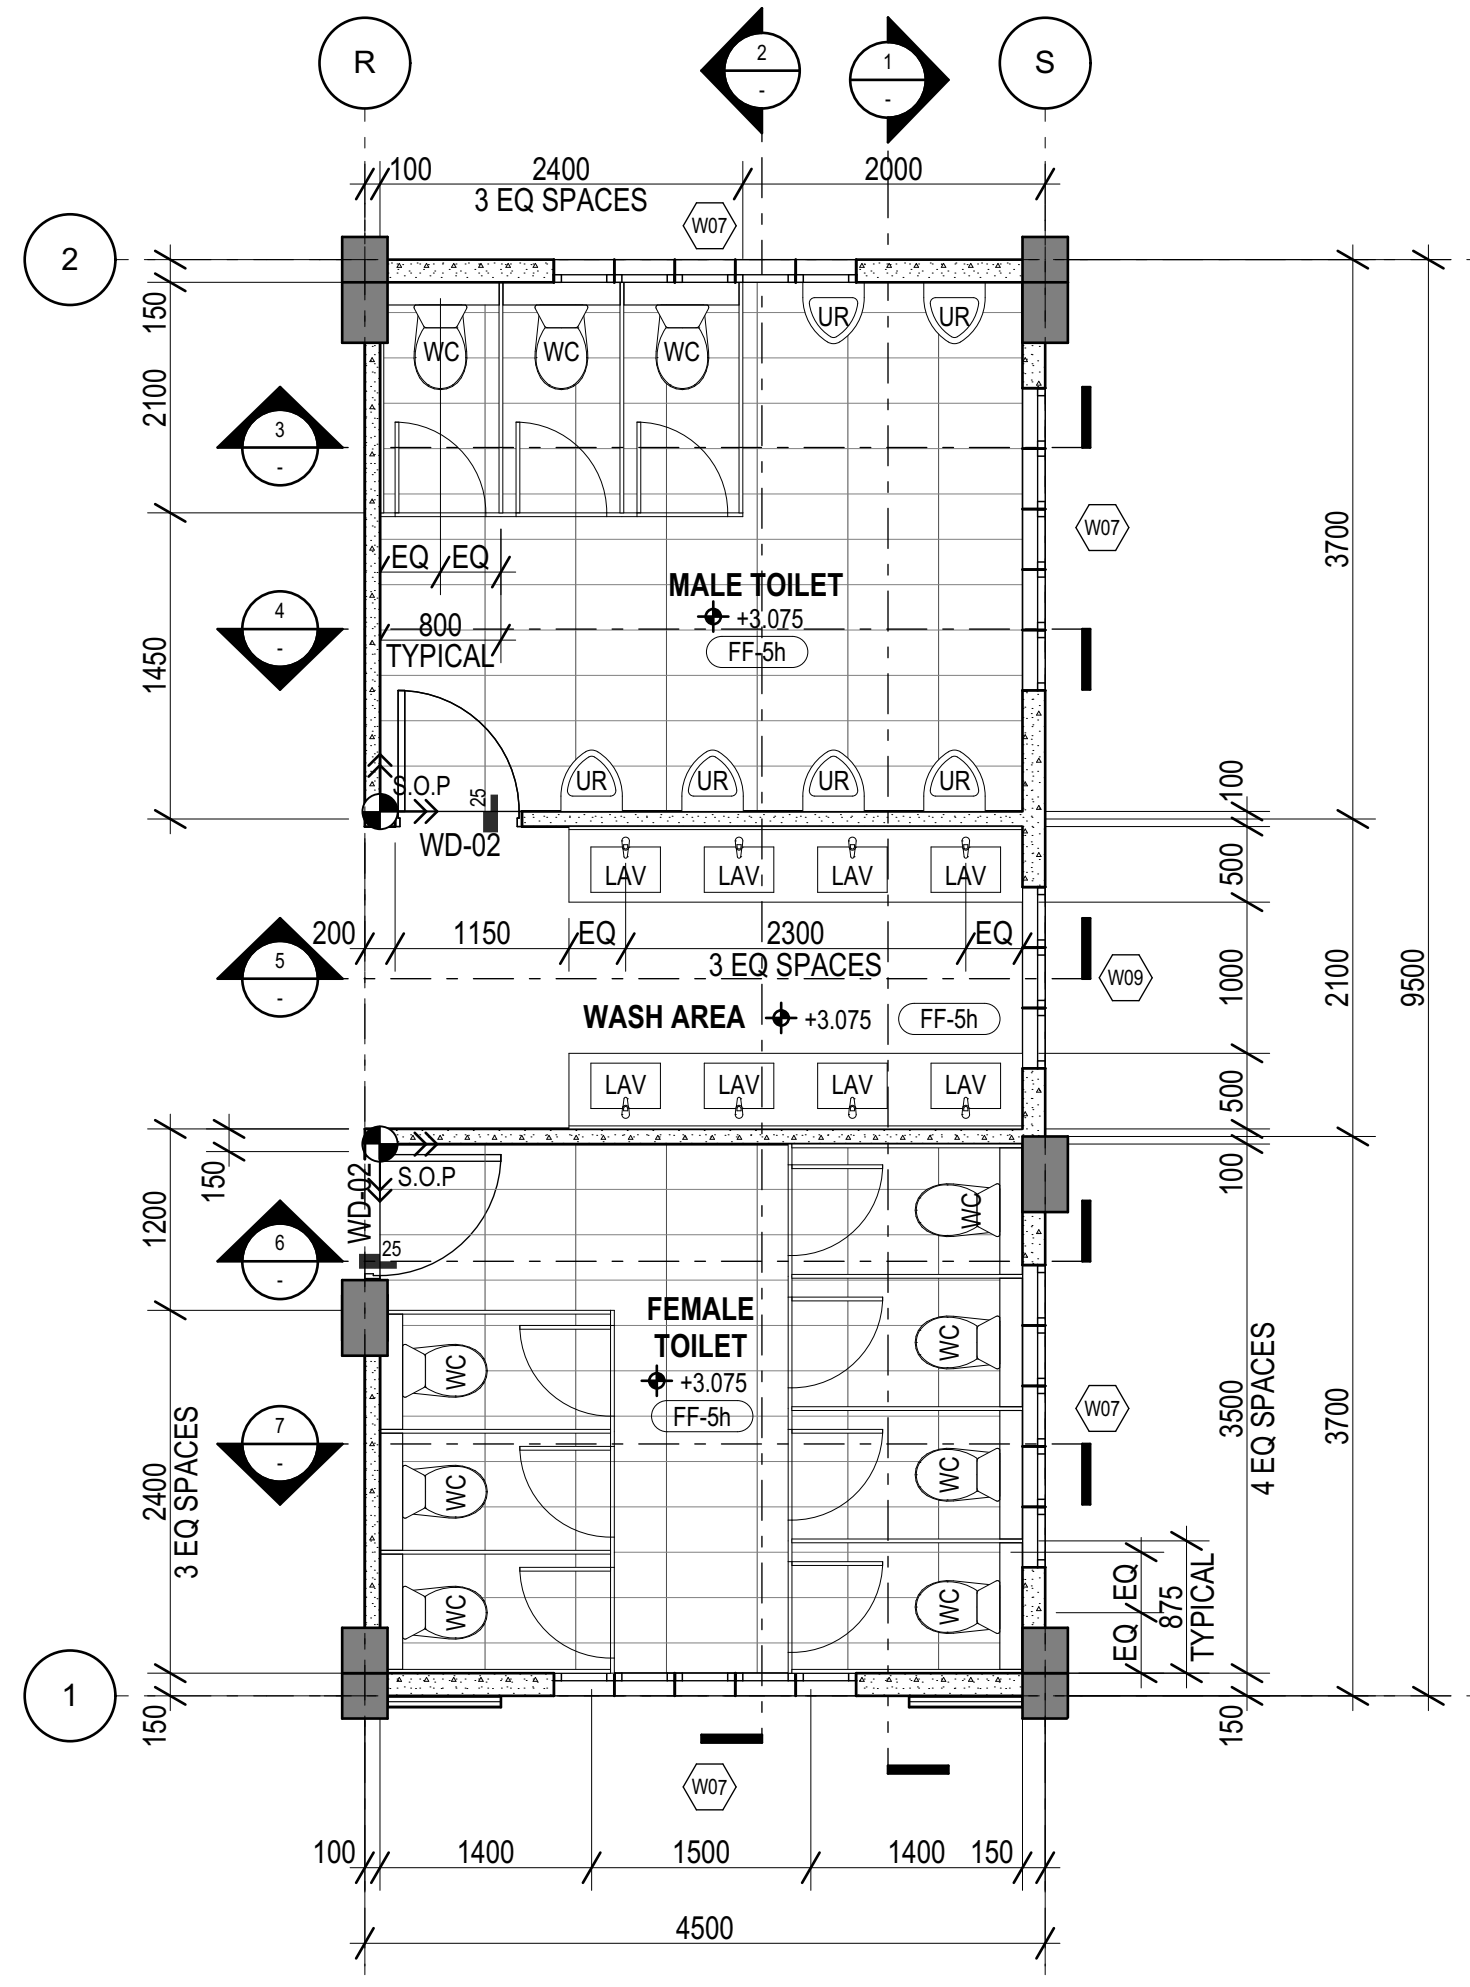 R
2
-
1
-
S
100
2400
2000
3 EQ SPACES
W07
2
150
WC
WC
WC
UR
UR
2100
3
-
W07
3700
EQ
EQ
MALE TOILET
+3.075
FF-5h
4
-
800
TYPICAL
1450
S.O.P
25
UR
UR
UR
UR
100
WD-02
LAV
LAV
LAV
LAV
500
200
1150
EQ
2300
EQ
3 EQ SPACES
5
-
W09
1000
2100
9500
WASH AREA
+3.075
FF-5h
LAV
LAV
LAV
LAV
500
150
WD-02
S.O.P
WC
100
1200
6
-
25
FEMALE
TOILET
+3.075
FF-5h
WC
WC
W07
3500
4 EQ SPACES
3700
7
-
2400
3 EQ SPACES
WC
WC
WC
WC
EQ
EQ
875
TYPICAL
1
150
150
W07
100
1400
1500
1400
150
4500